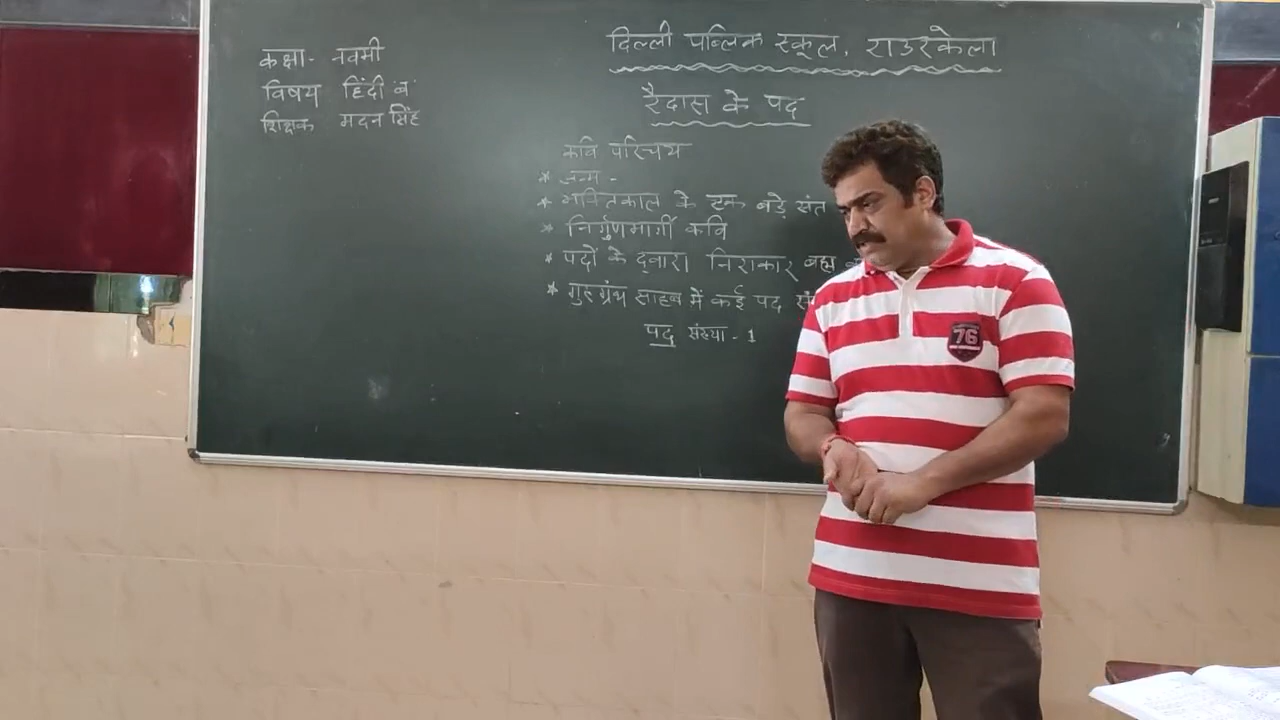 कक्षा - नवमी
विषय हिंदी ब
शिक्षक मदन सिंह
दिल्ली पब्लिक स्कूल, राउरकेला
रैदास के पद
कवि परिचय
* जन्म -
* भक्तिकाल के एक बड़े संत
* निर्गुणमार्गी कवि
* पदों के द्वारा निराकार ब्रह्म
* गुरु ग्रंथ साहब में कई पद
पद संख्या - 1
76